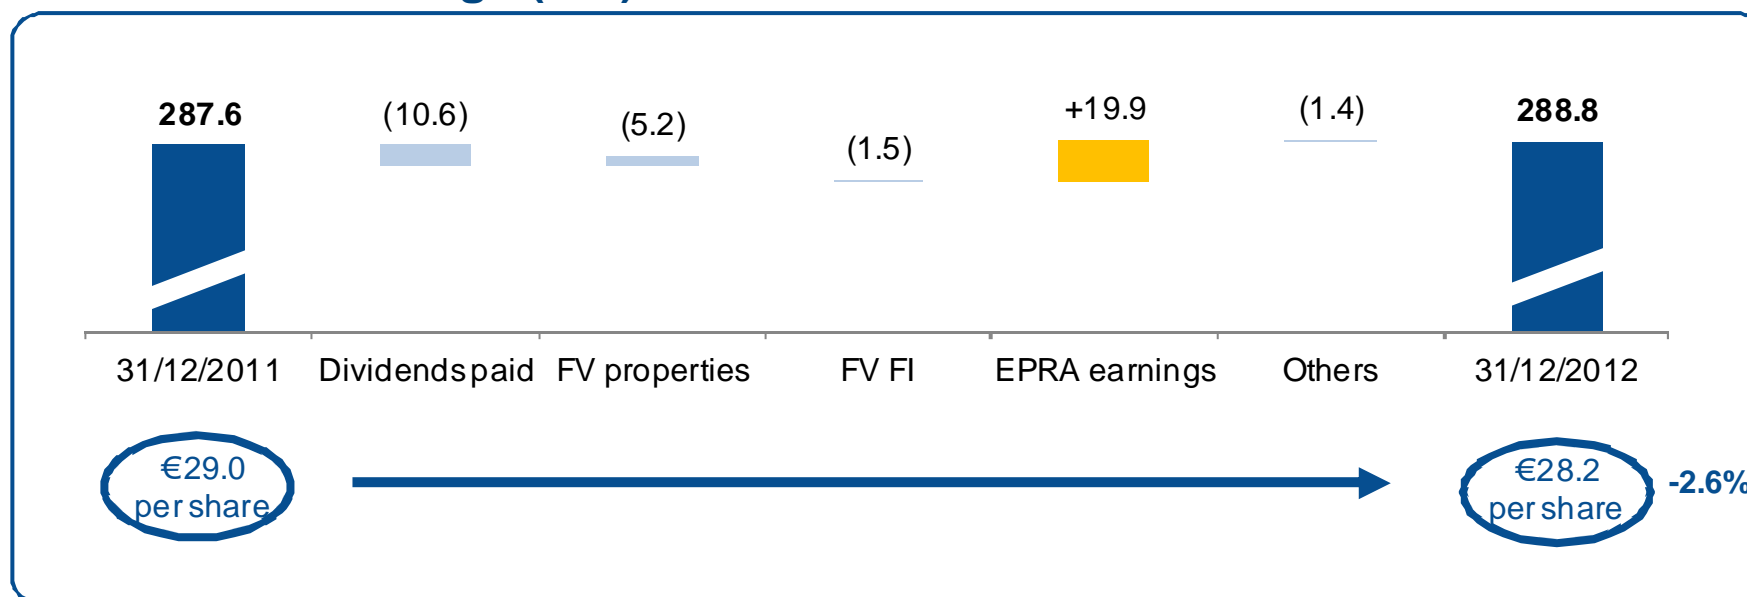 287.6
(10.6)
(5.2)
(1.5)
+19.9
(1.4)
288.8
31/12/2011
Dividends paid
FV properties
FV FI
EPRA earnings
Others
31/12/2012
€29.0
per share
€28.2
per share
-2.6%